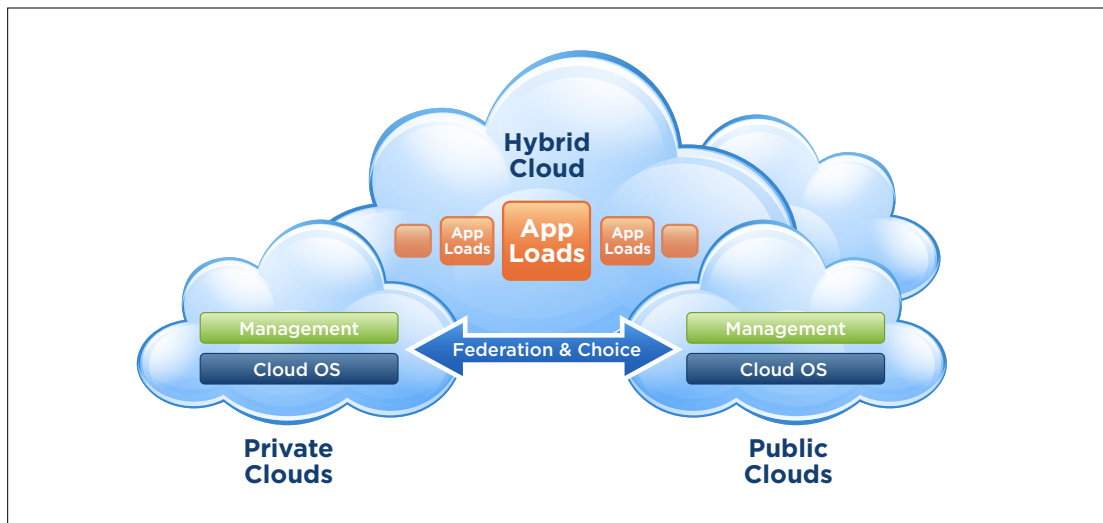 Hybrid
Cloud
App
Loads
App
Loads
App
Loads
Management
Cloud OS
Federation & Choice
Management
Cloud OS
Private
Clouds
Public
Clouds